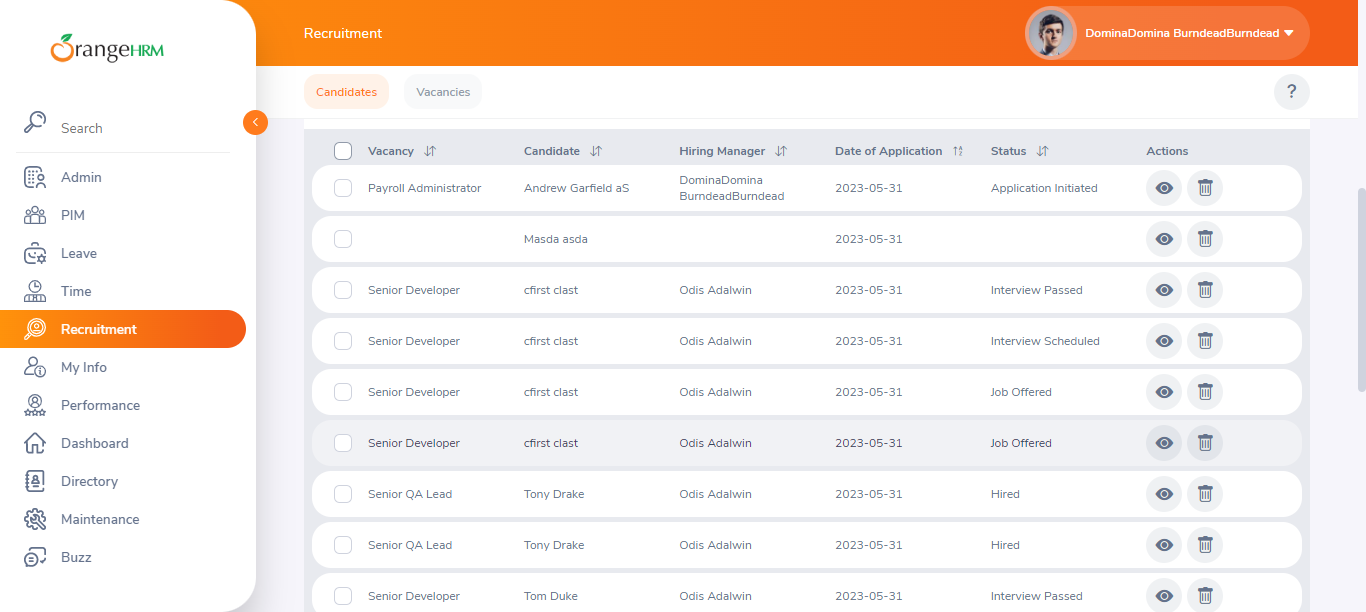 OrangeHRM
Recruitment
DominaDomina BurndeadBurndead
Candidates
Vacancies
?
Search
Admin
PIM
Leave
Time
Recruitment
My Info
Performance
Dashboard
Directory
Maintenance
Buzz
Vacancy Candidate Hiring Manager Date of Application Status Actions
Payroll Administrator Andrew Garfield aS DominaDomina 2023-05-31 Application Initiated
BurndeadBurndead
Masda asda 2023-05-31
Senior Developer cfirst clast Odis Adalwin 2023-05-31 Interview Passed
Senior Developer cfirst clast Odis Adalwin 2023-05-31 Interview Scheduled
Senior Developer cfirst clast Odis Adalwin 2023-05-31 Job Offered
Senior Developer cfirst clast Odis Adalwin 2023-05-31 Job Offered
Senior QA Lead Tony Drake Odis Adalwin 2023-05-31 Hired
Senior QA Lead Tony Drake Odis Adalwin 2023-05-31 Hired
Senior Developer Tom Duke Odis Adalwin 2023-05-31 Interview Passed